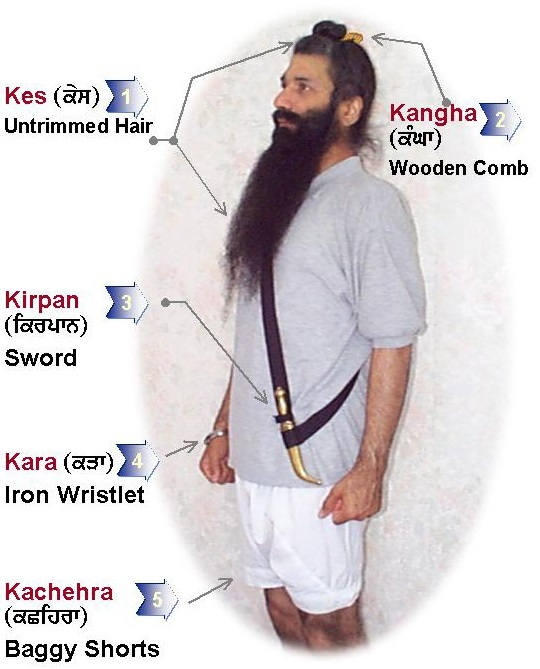 Kes (ਕੇਸ) 1
Untrimmed Hair
Kangha 2
(ਕੰਘਾ)
Wooden Comb
Kirpan 3
(ਕਿਰਪਾਨ)
Sword
Kara (ਕੜਾ) 4
Iron Wristlet
Kachehra 5
(ਕਛਹਿਰਾ)
Baggy Shorts